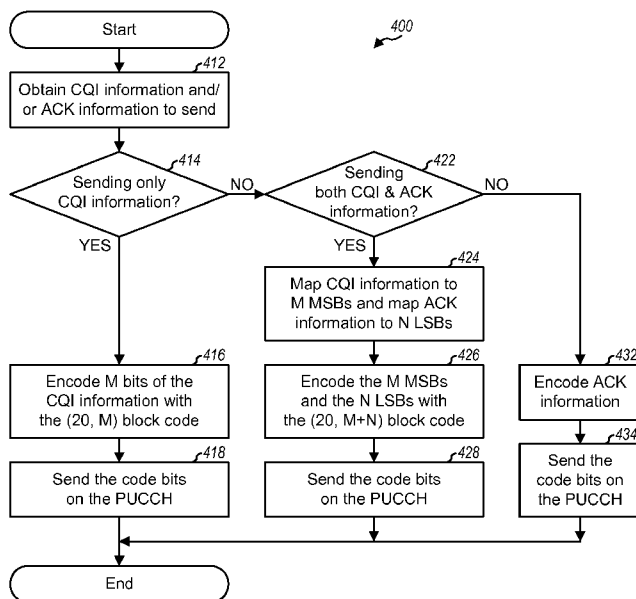 Start
400
412
Obtain CQI information and/
or ACK information to send
414
Sending only
CQI information?
NO
YES
422
Sending
both CQI & ACK
information?
NO
YES
424
Map CQI information to
M MSBs and map ACK
information to N LSBs
416
Encode M bits of the
CQI information with
the (20, M) block code
426
Encode the M MSBs
and the N LSBs with
the (20, M+N) block code
432
Encode ACK
information
418
Send the code bits
on the PUCCH
428
Send the code bits
on the PUCCH
434
Send the
code bits on
the PUCCH
End